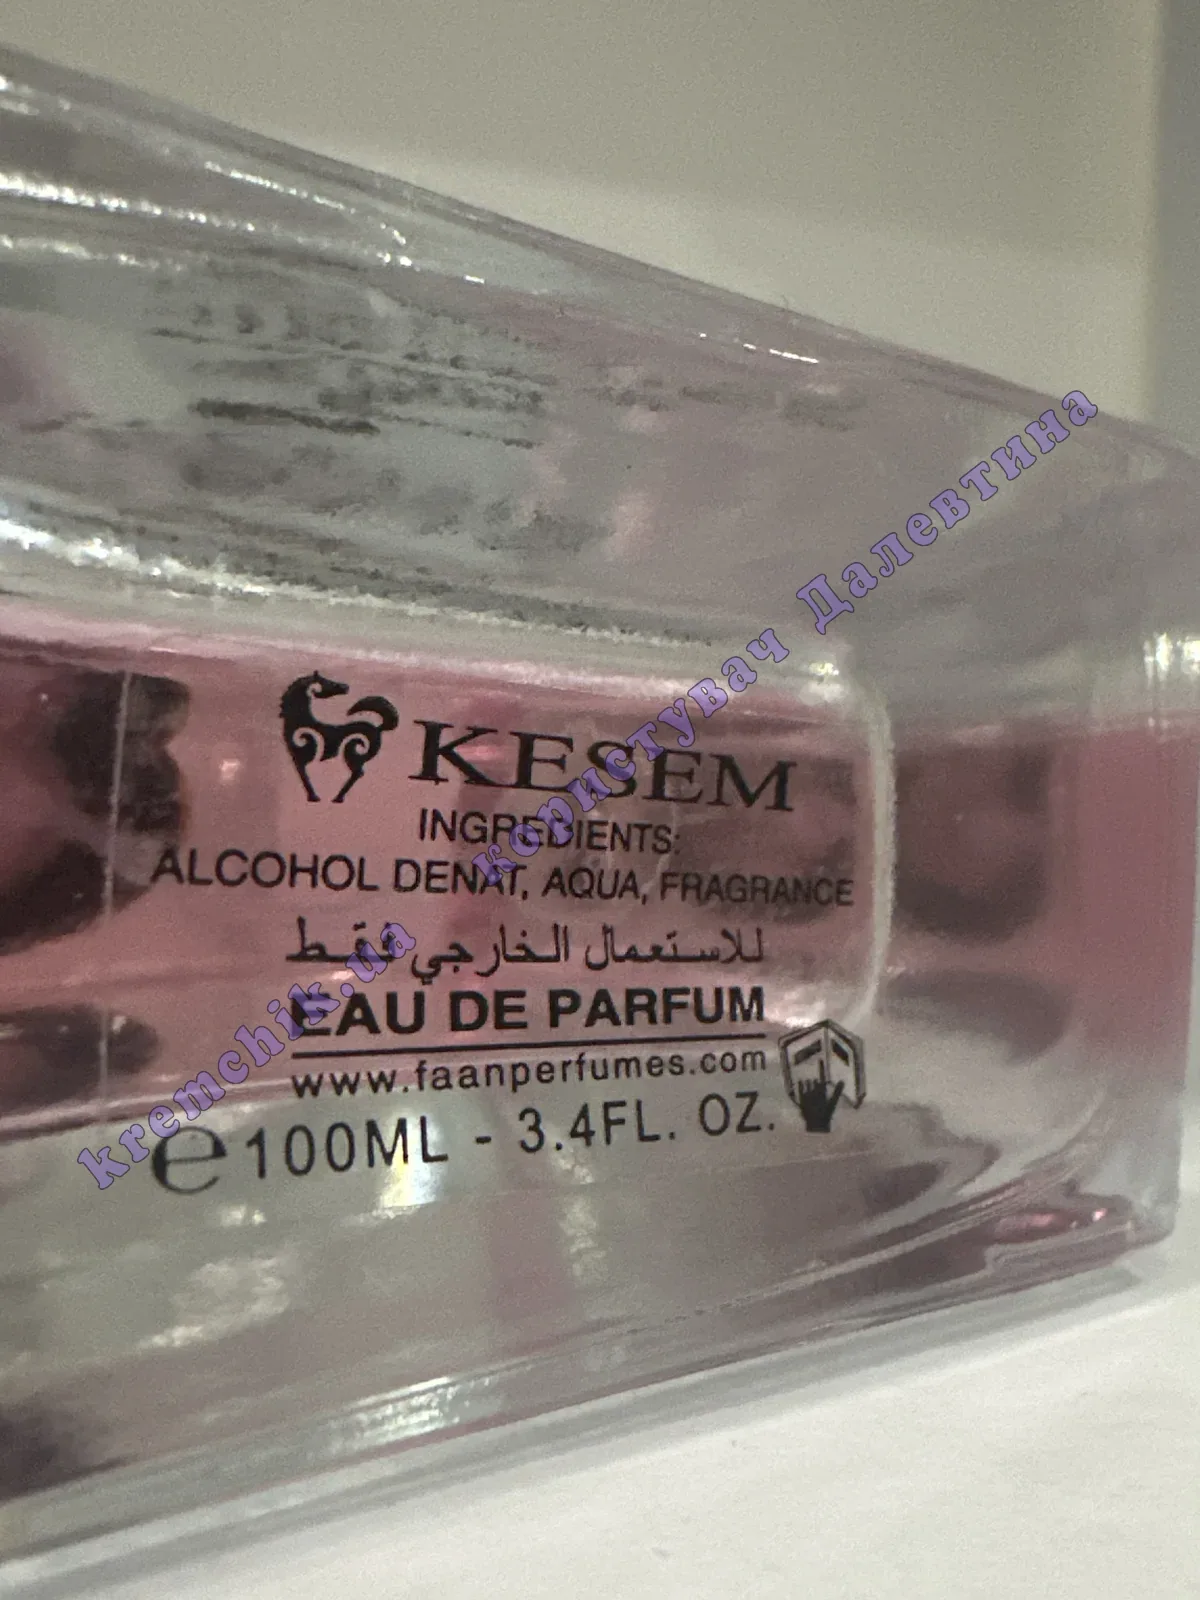 KESEM
INGREDIENTS:
ALCOHOL DENAT, AQUA, FRAGRANCE
للاستعمال الخارجي فقط
EAU DE PARFUM
www.faanperfumes.com
℮ 100ML - 3.4FL. OZ.
kremchik.ua користувач Далевтина